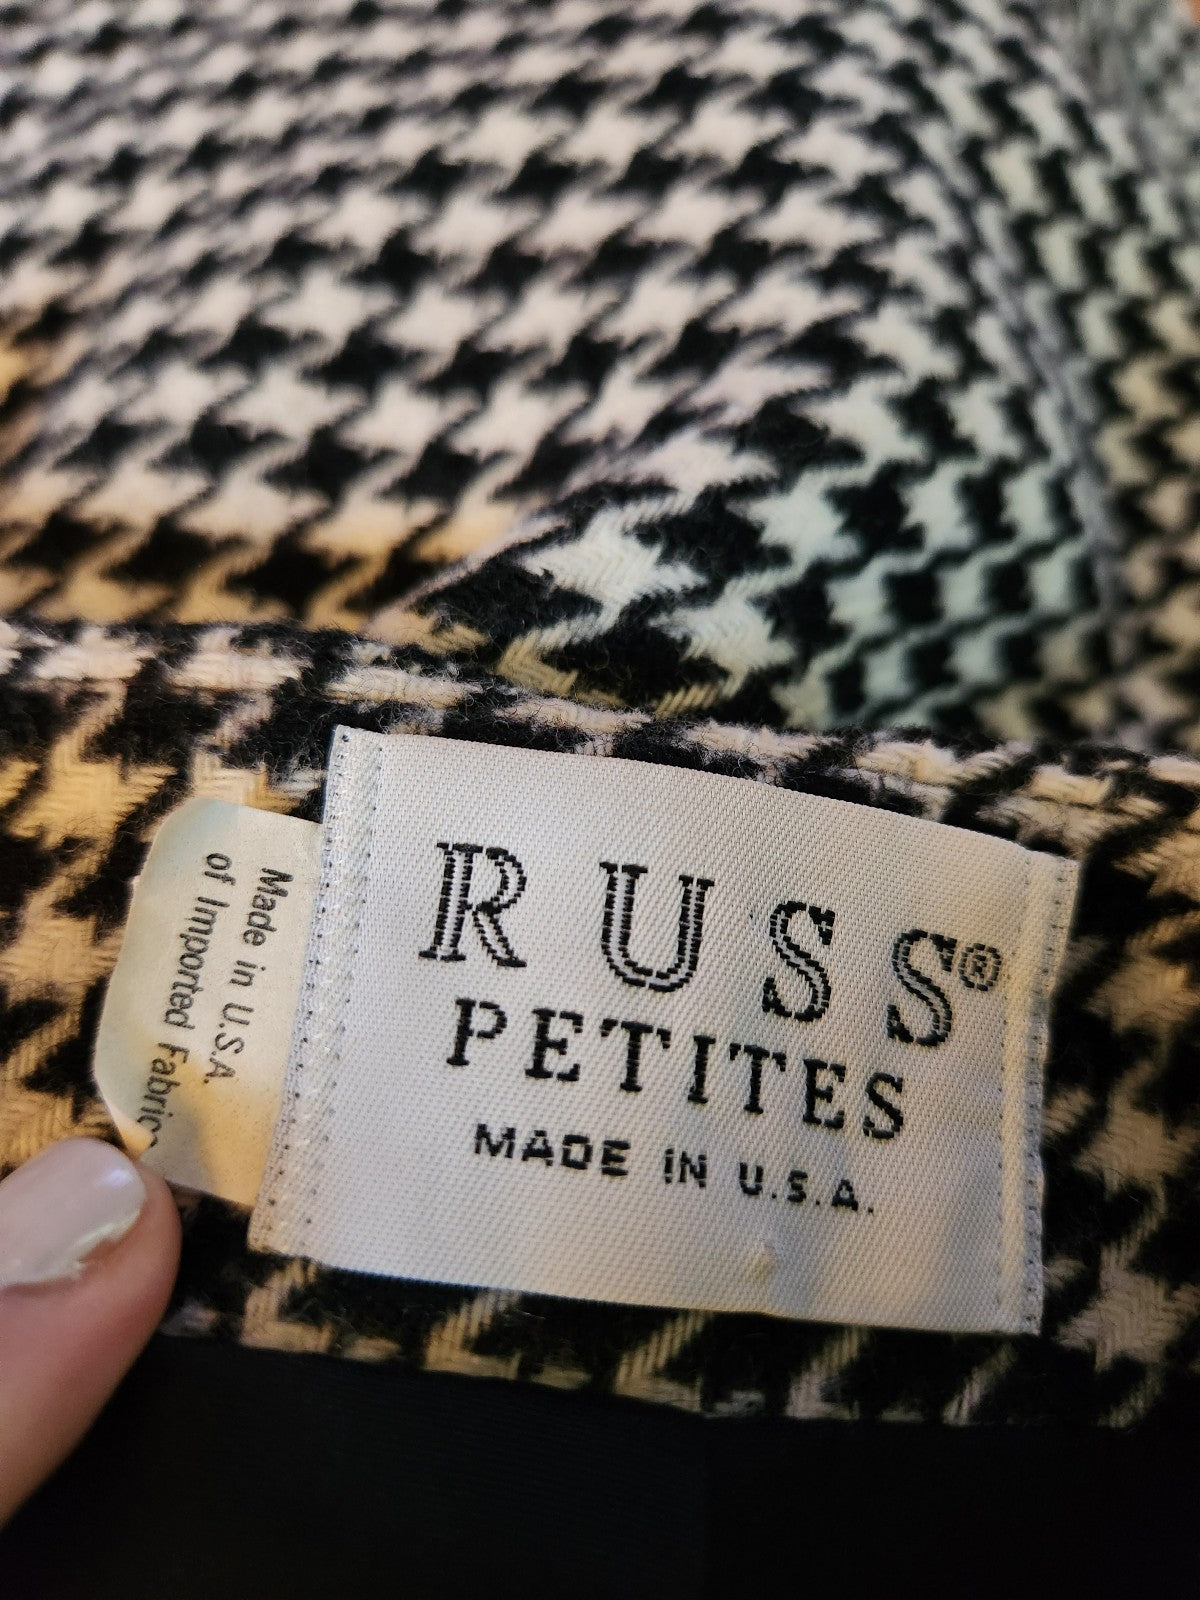 RUSS®
PETITES
MADE IN U.S.A.
Made in U.S.A.
of Imported Fabric